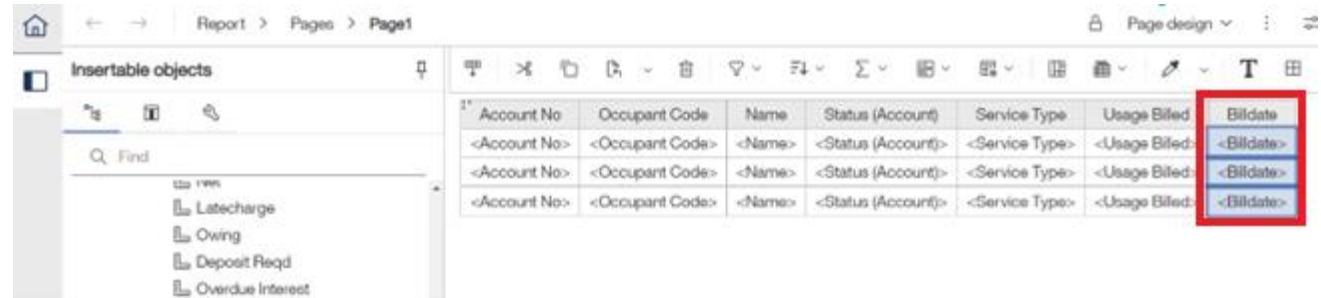 Report > Pages > Page1
Page design
Insertable objects
Find
Latecharge
Owing
Deposit Reqd
Overdue Interest
Account No Occupant Code Name Status (Account) Service Type Usage Billed Billdate
<Account No> <Occupant Code> <Name> <Status (Account)> <Service Type> <Usage Billed> <Billdate>
<Account No> <Occupant Code> <Name> <Status (Account)> <Service Type> <Usage Billed> <Billdate>
<Account No> <Occupant Code> <Name> <Status (Account)> <Service Type> <Usage Billed> <Billdate>